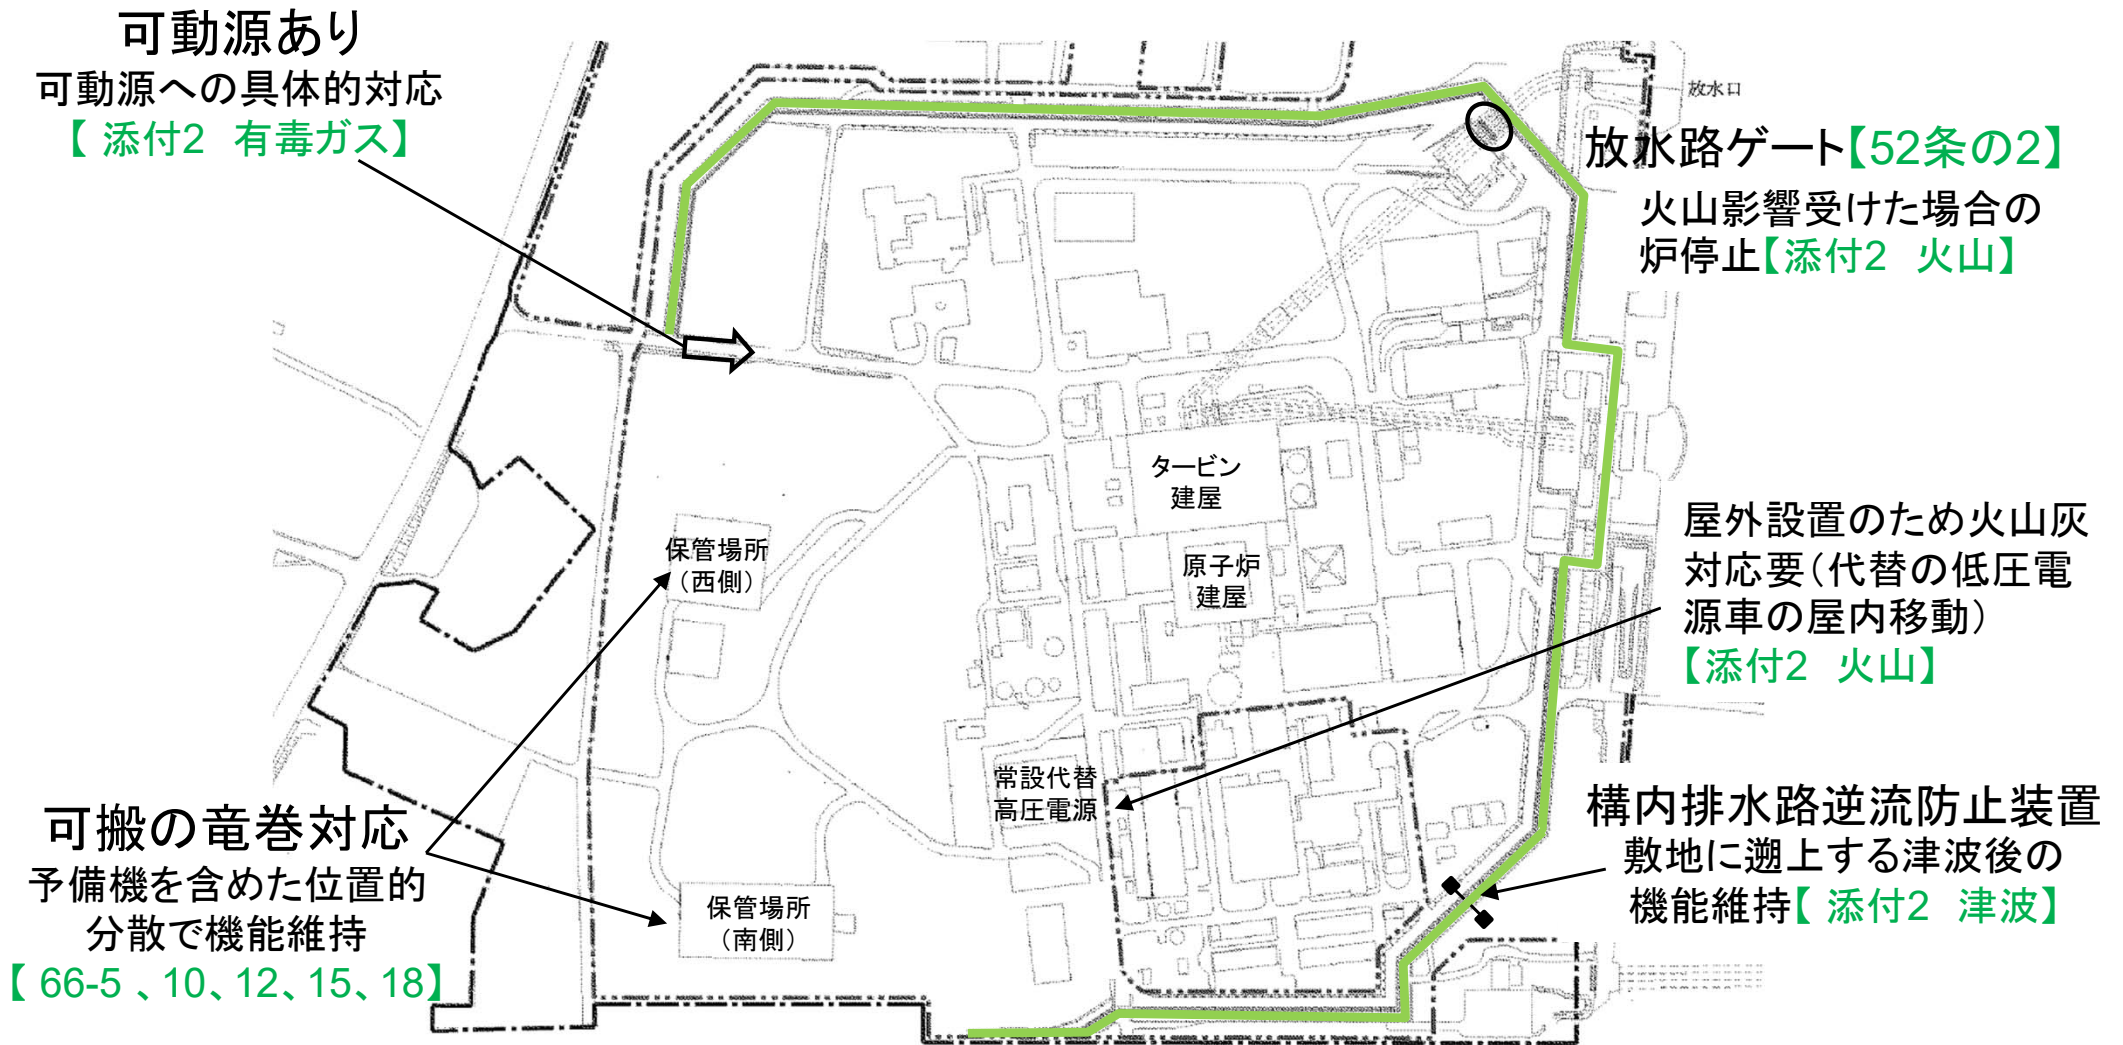 可動源あり
可動源への具体的対応
【 添付2　有毒ガス】
放水口
放水路ゲート【52条の2】
火山影響受けた場合の
炉停止【添付2　火山】
タービン
建屋
原子炉
建屋
保管場所
（西側）
屋外設置のため火山灰
対応要（代替の低圧電
源車の屋内移動）
【添付2　火山】
常設代替
高圧電源
可搬の竜巻対応
予備機を含めた位置的
分散で機能維持
【 66-5 、10、12、15、18】
保管場所
（南側）
構内排水路逆流防止装置
敷地に遡上する津波後の
機能維持【 添付2　津波】